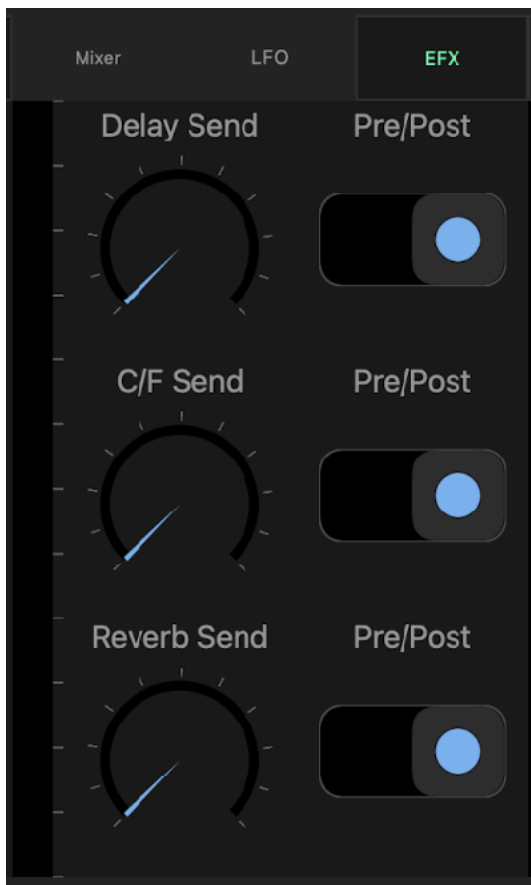 Mixer LFO EFX
Delay Send Pre/Post
C/F Send Pre/Post
Reverb Send Pre/Post